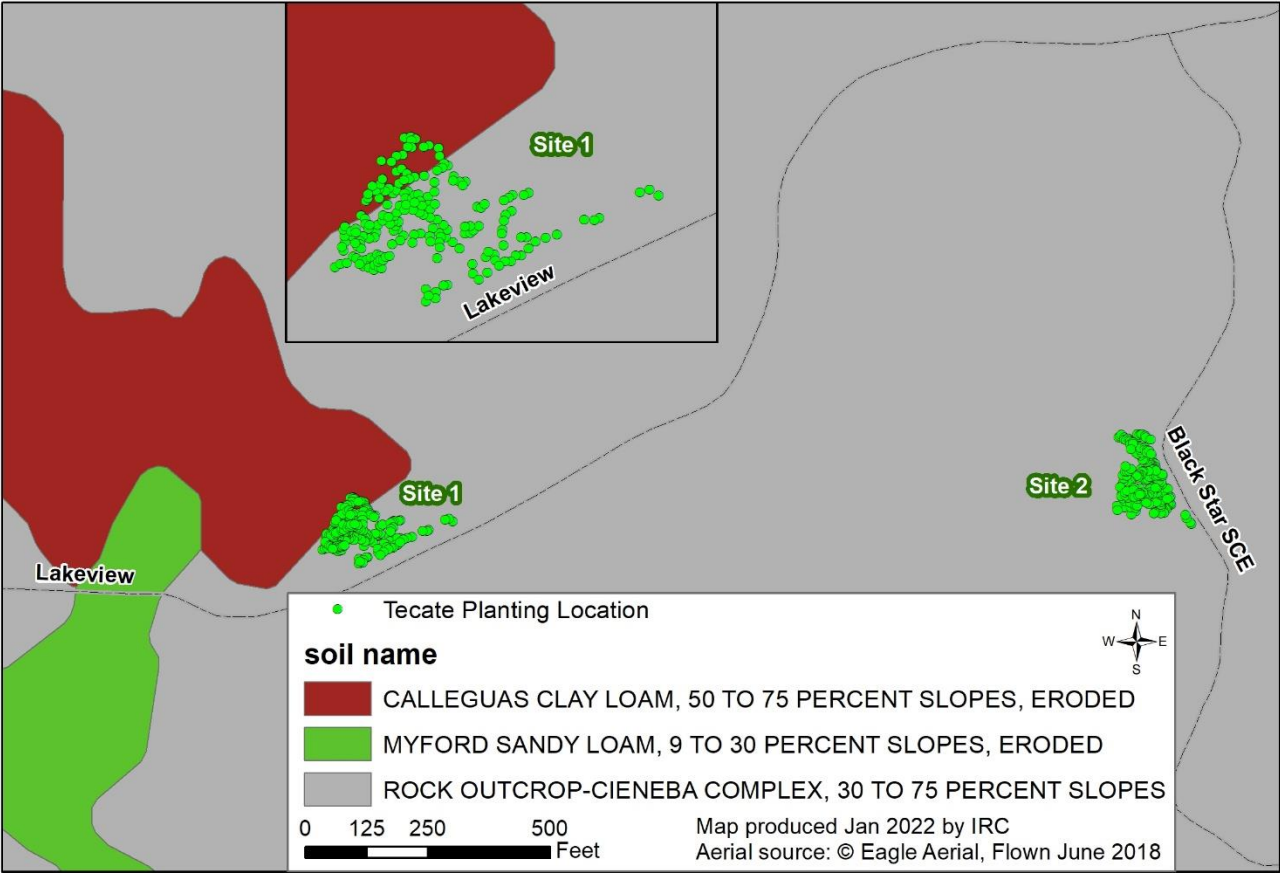 Site 1
Lakeview
Site 1
Site 2
Black Star SCE
Lakeview
Tecate Planting Location
N
W E
S
soil name
CALLEGUAS CLAY LOAM, 50 TO 75 PERCENT SLOPES, ERODED
MYFORD SANDY LOAM, 9 TO 30 PERCENT SLOPES, ERODED
ROCK OUTCROP-CIENEBA COMPLEX, 30 TO 75 PERCENT SLOPES
0 125 250 500
Feet
Map produced Jan 2022 by IRC
Aerial source: © Eagle Aerial, Flown June 2018